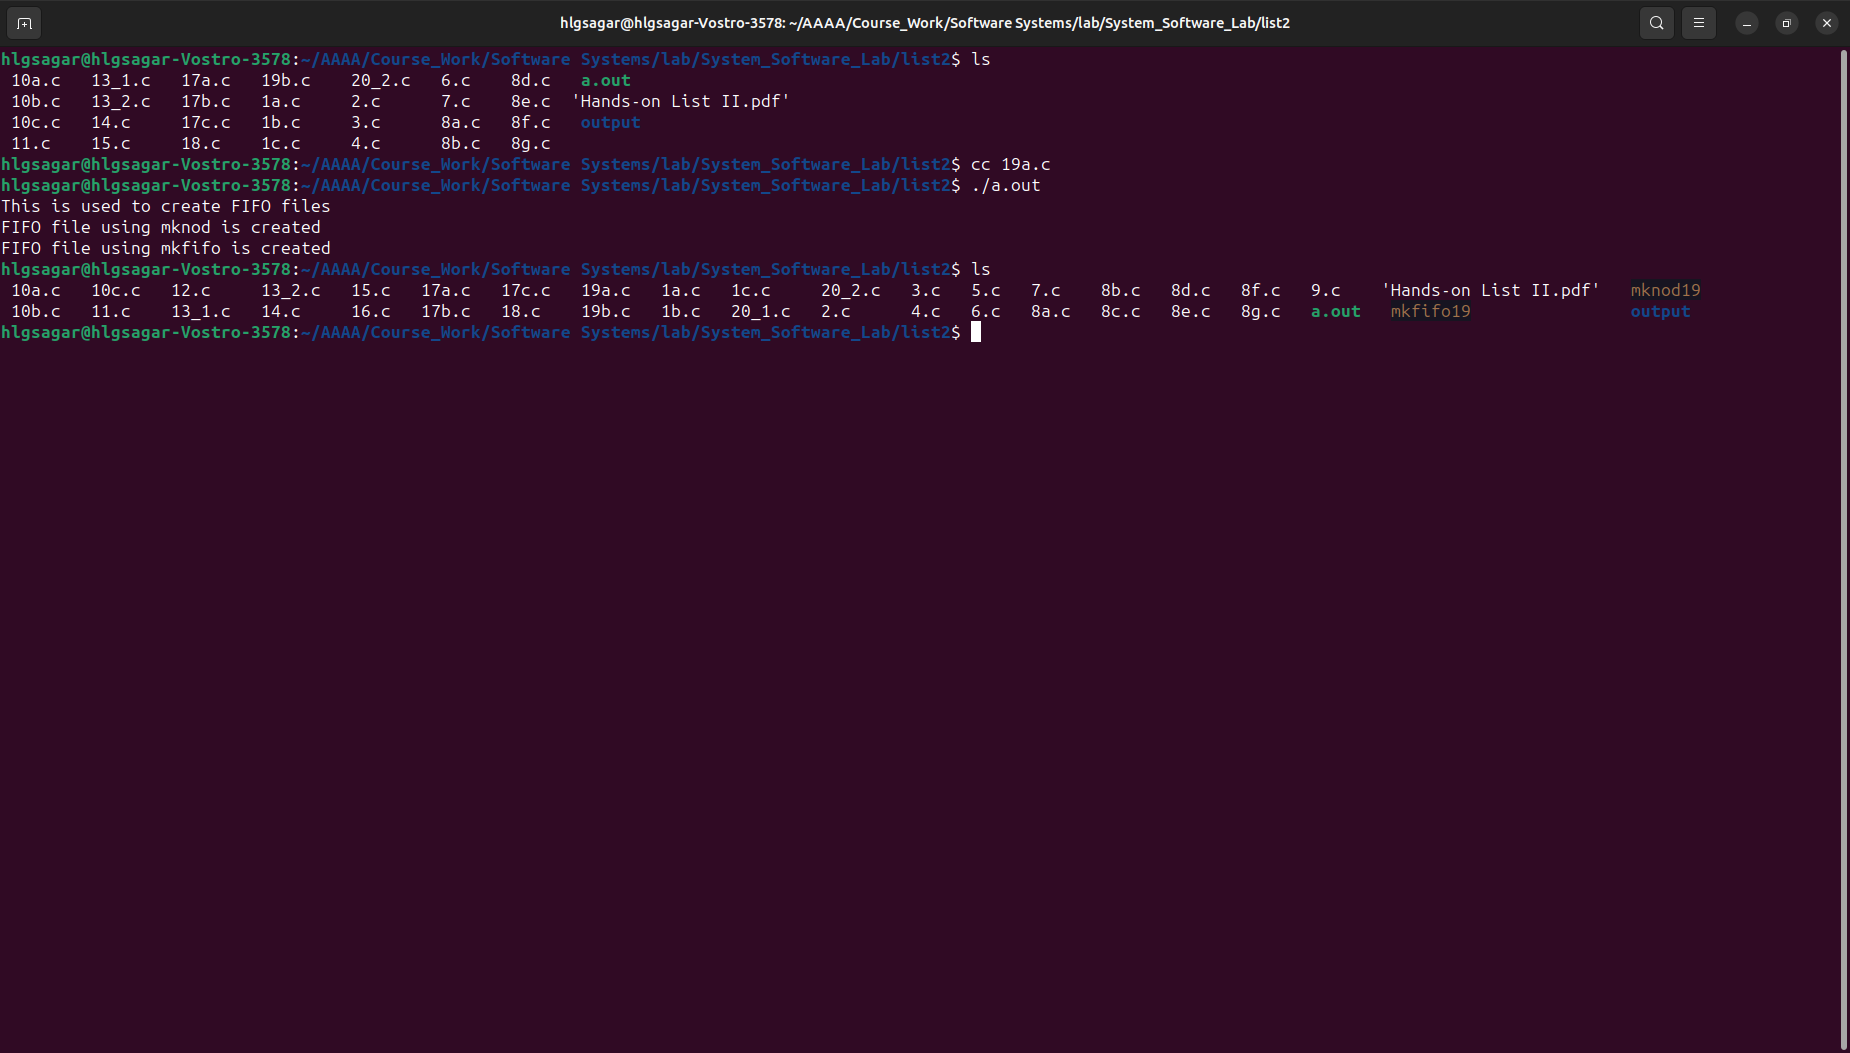 hlgsagar@hlgsagar-Vostro-3578: ~/AAAA/Course_Work/Software Systems/lab/System_Software_Lab/list2
hlgsagar@hlgsagar-Vostro-3578:~/AAAA/Course_Work/Software Systems/lab/System_Software_Lab/list2$ ls
10a.c 13_1.c 17a.c 19b.c 20_2.c 6.c 8d.c a.out
10b.c 13_2.c 17b.c 1a.c 2.c 7.c 8e.c 'Hands-on List II.pdf'
10c.c 14.c 17c.c 1b.c 3.c 8a.c 8f.c output
11.c 15.c 18.c 1c.c 4.c 8b.c 8g.c
hlgsagar@hlgsagar-Vostro-3578:~/AAAA/Course_Work/Software Systems/lab/System_Software_Lab/list2$ cc 19a.c
hlgsagar@hlgsagar-Vostro-3578:~/AAAA/Course_Work/Software Systems/lab/System_Software_Lab/list2$ ./a.out
This is used to create FIFO files
FIFO file using mknod is created
FIFO file using mkfifo is created
hlgsagar@hlgsagar-Vostro-3578:~/AAAA/Course_Work/Software Systems/lab/System_Software_Lab/list2$ ls
10a.c 10c.c 12.c 13_2.c 15.c 17a.c 17c.c 19a.c 1a.c 1c.c 20_2.c 3.c 5.c 7.c 8b.c 8d.c 8f.c 9.c 'Hands-on List II.pdf' mknod19
10b.c 11.c 13_1.c 14.c 16.c 17b.c 18.c 19b.c 1b.c 20_1.c 2.c 4.c 6.c 8a.c 8c.c 8e.c 8g.c a.out mkfifo19 output
hlgsagar@hlgsagar-Vostro-3578:~/AAAA/Course_Work/Software Systems/lab/System_Software_Lab/list2$